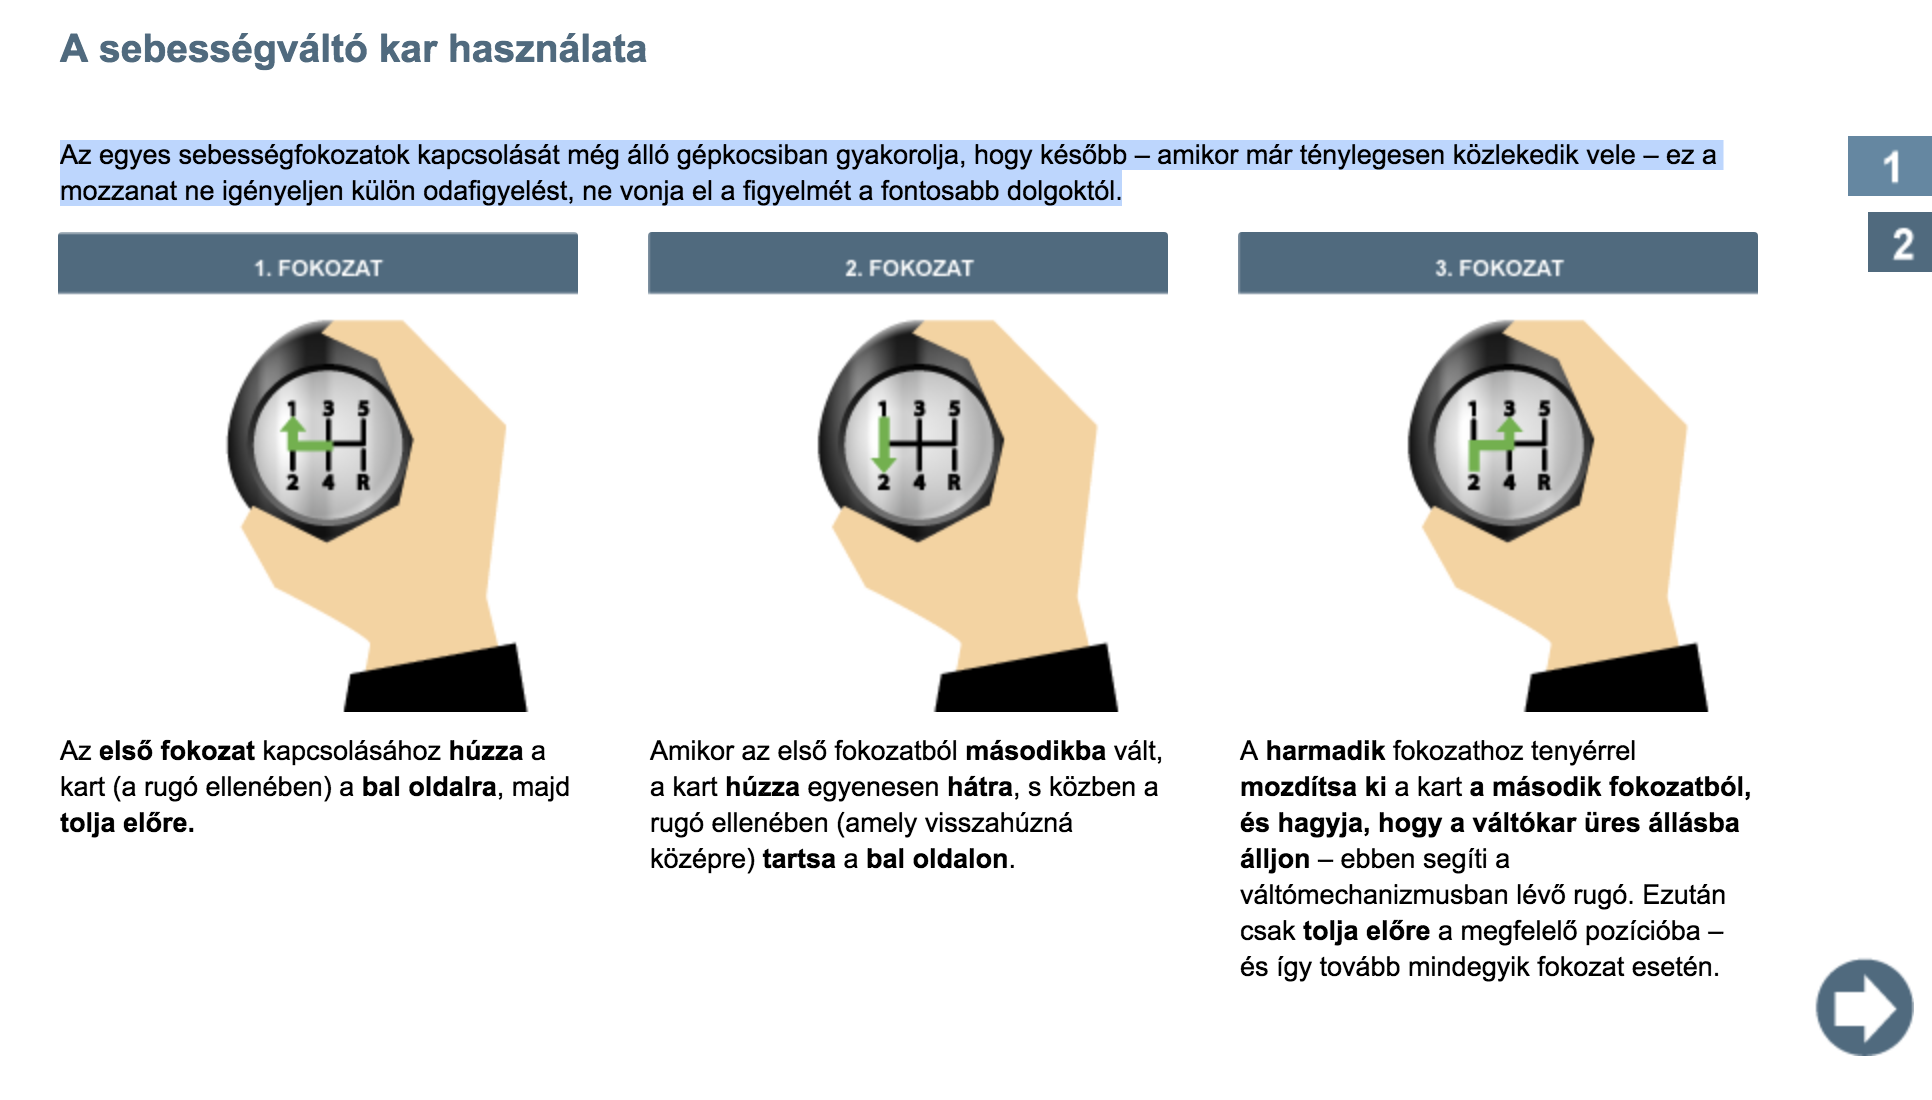 A sebességváltó kar használata
Az egyes sebességfokozatok kapcsolását még álló gépkocsiban gyakorolja, hogy később – amikor már ténylegesen közlekedik vele – ez a
mozzanat ne igényeljen külön odafigyelést, ne vonja el a figyelmét a fontosabb dolgoktól.
1
2
1. FOKOZAT
1 3 5
2 4 R
Az első fokozat kapcsolásához húzza a
kart (a rugó ellenében) a bal oldalra, majd
tolja előre.
2. FOKOZAT
1 3 5
2 4 R
Amikor az első fokozatból másodikba vált,
a kart húzza egyenesen hátra, s közben a
rugó ellenében (amely visszahúzná
középre) tartsa a bal oldalon.
3. FOKOZAT
1 3 5
2 4 R
A harmadik fokozathoz tenyérrel
mozdítsa ki a kart a második fokozatból,
és hagyja, hogy a váltókar üres állásba
álljon – ebben segíti a
váltómechanizmusban lévő rugó. Ezután
csak tolja előre a megfelelő pozícióba –
és így tovább mindegyik fokozat esetén.